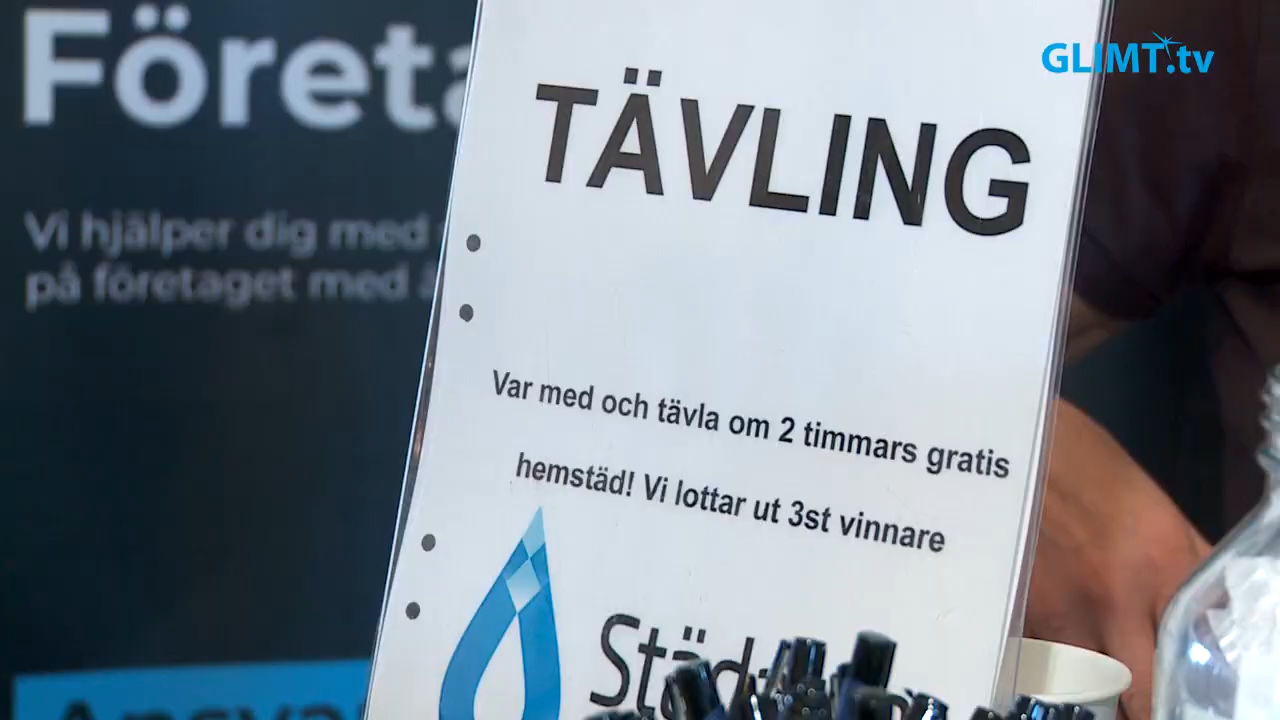 GLIMT.tv
Vi hjälper dig med
på företaget med
TÄVLING
Var med och tävla om 2 timmars gratis
hemstäd! Vi lottar ut 3st vinnare